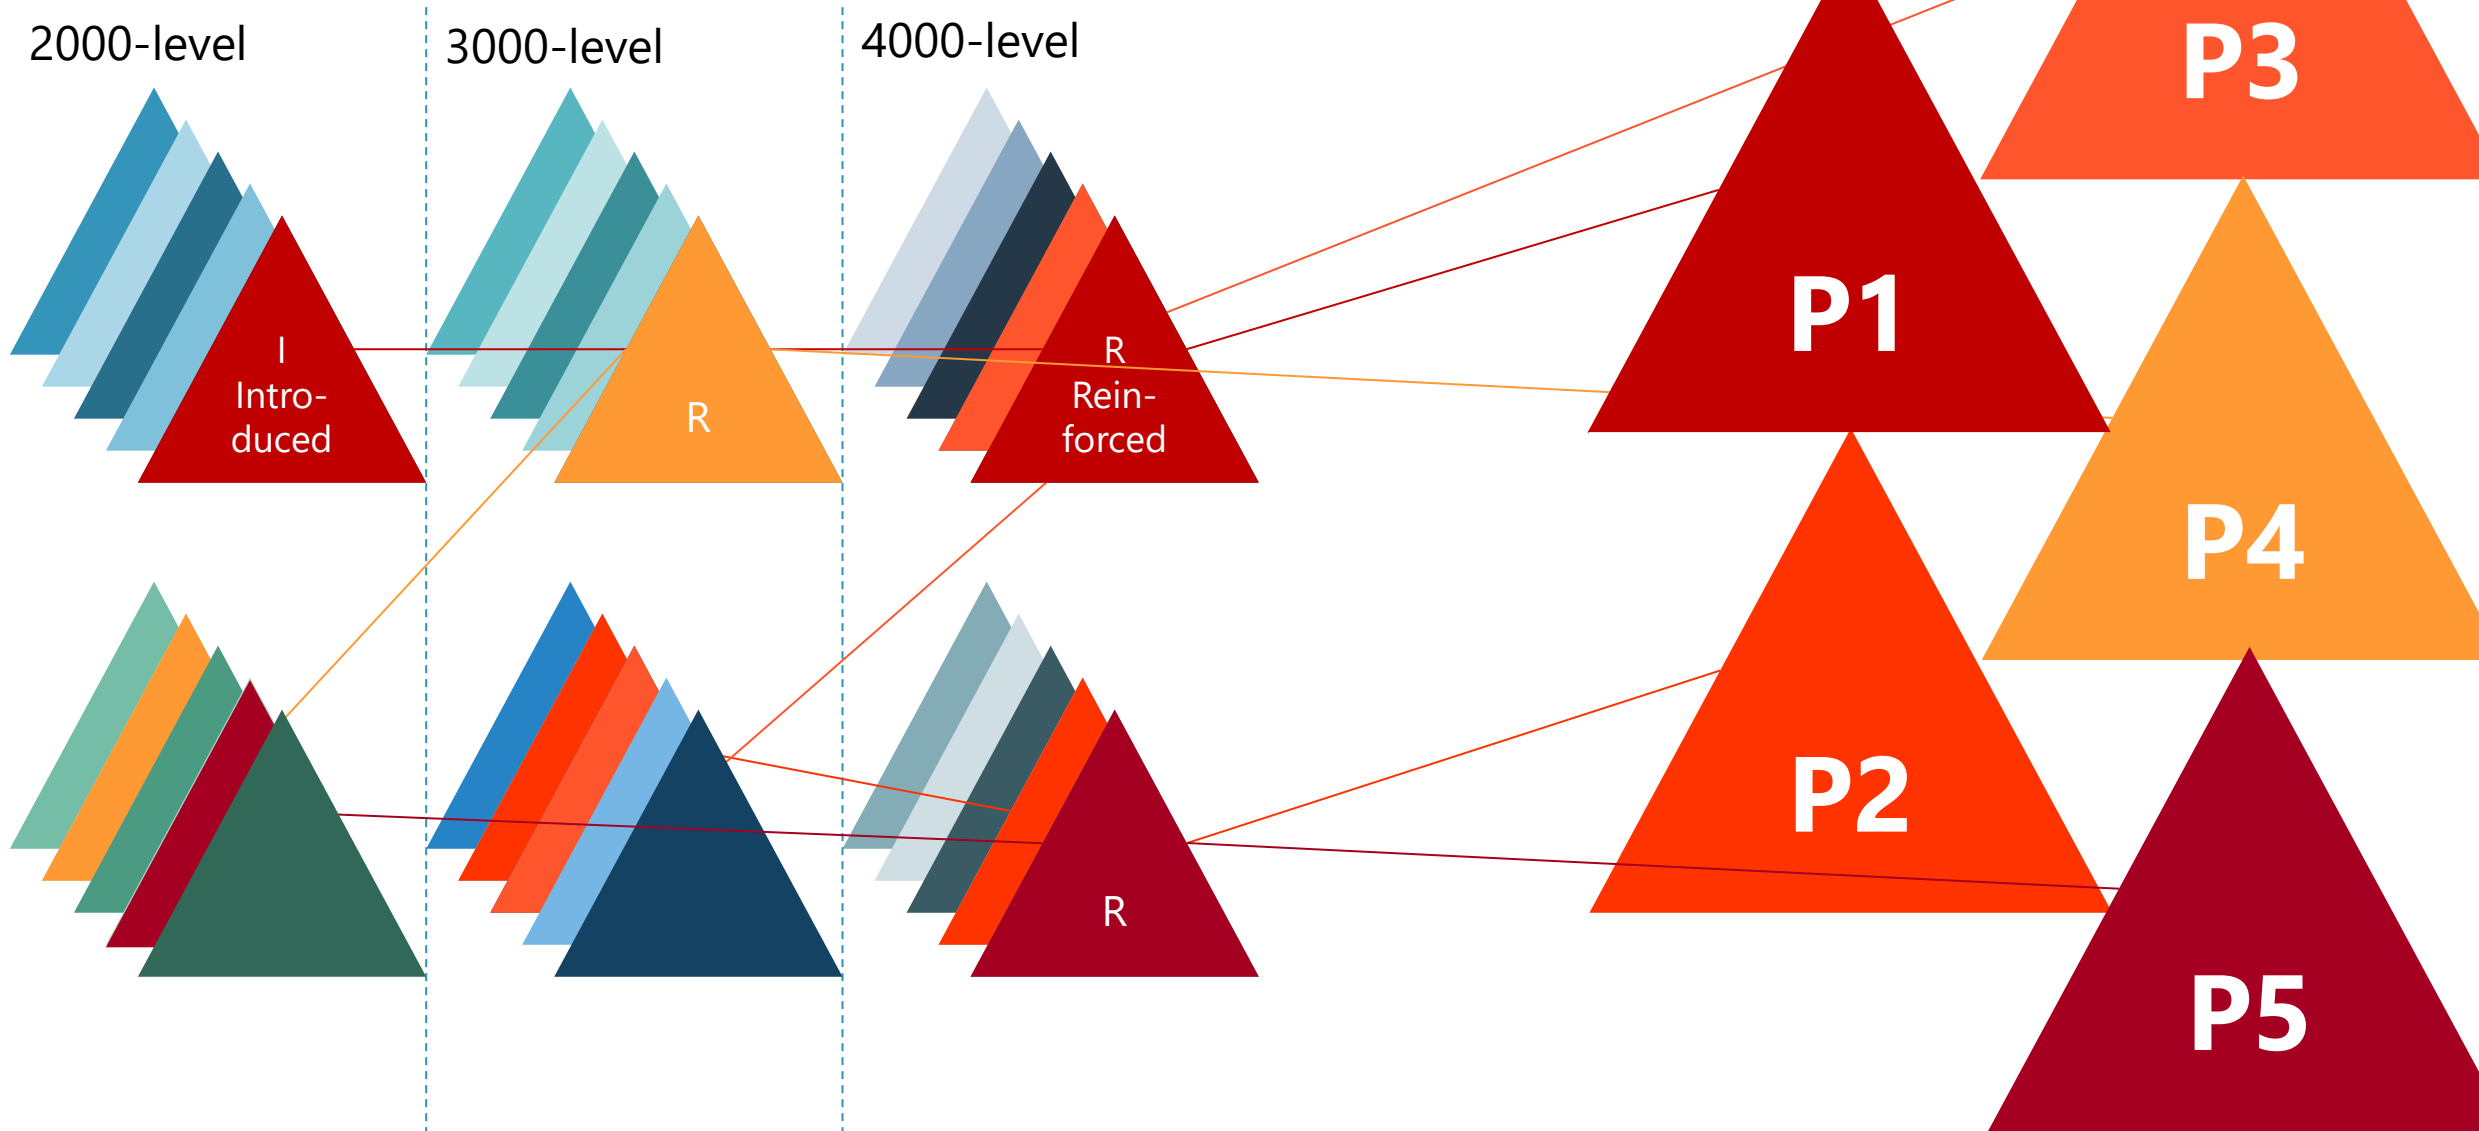 2000-level
3000-level
4000-level
I
Intro-
duced
R
R
Rein-
forced
R
P3
P1
P4
P2
P5